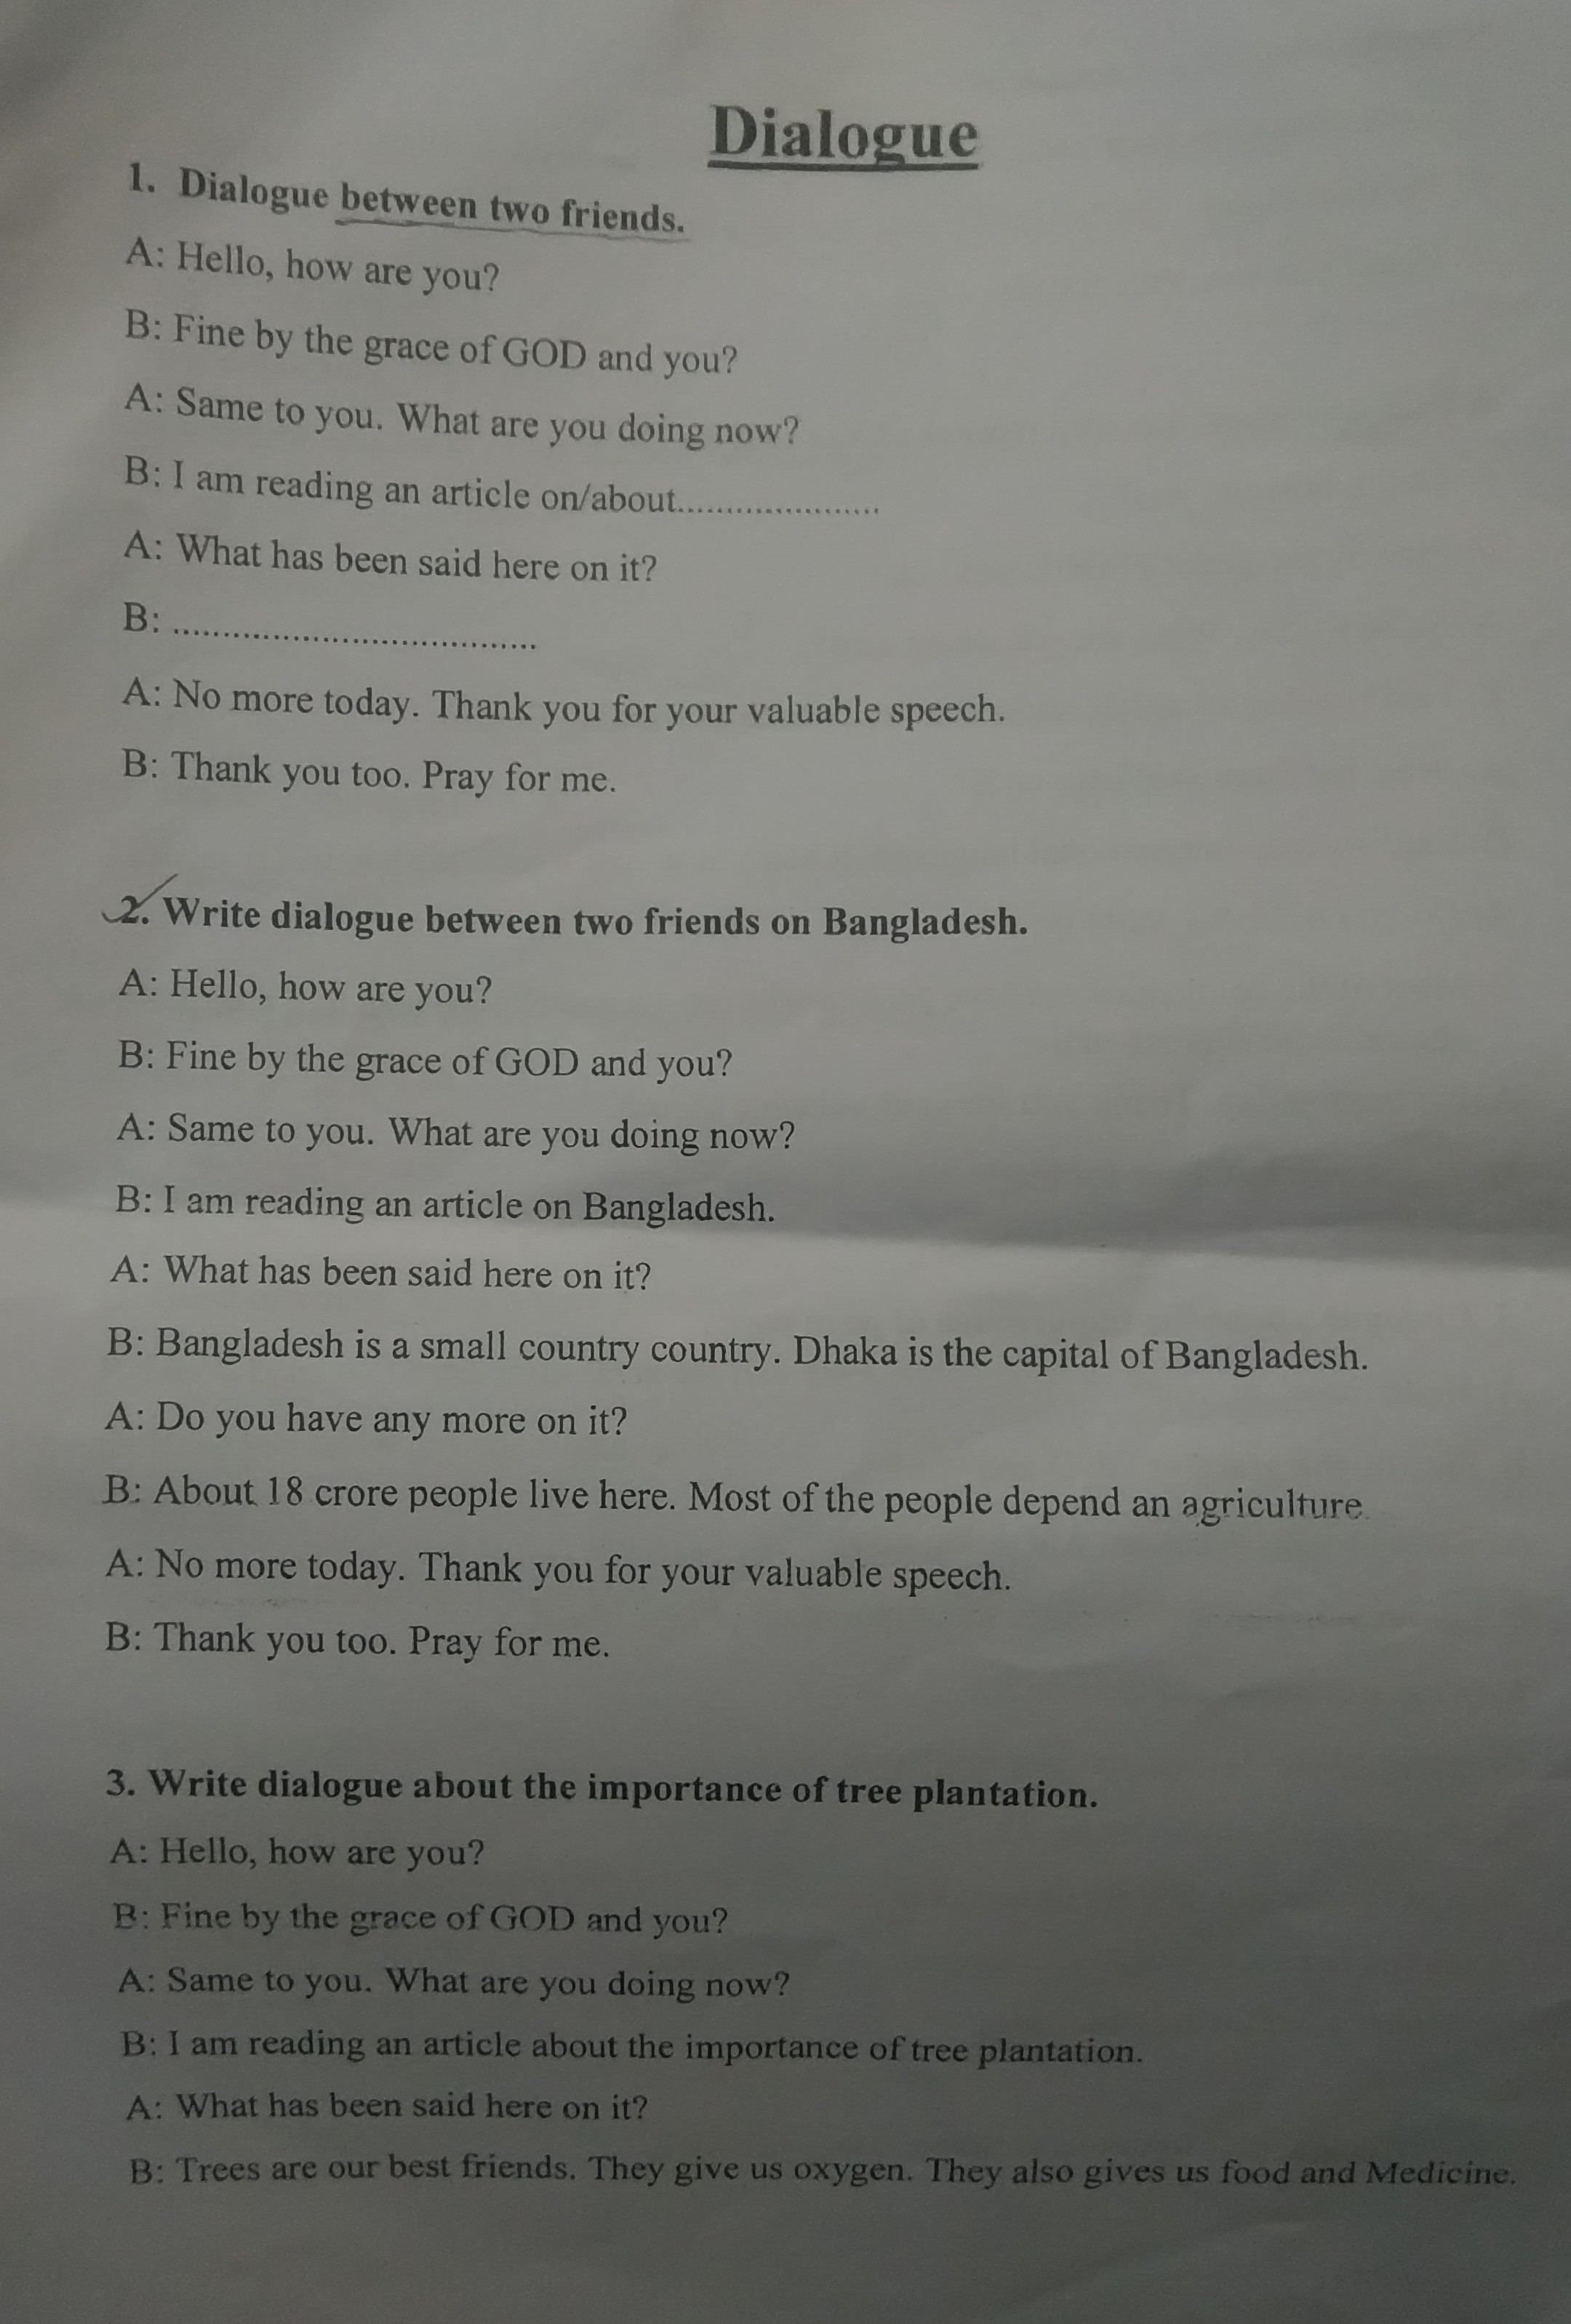 Dialogue
1. Dialogue between two friends.
A: Hello, how are you?
B: Fine by the grace of GOD and you?
A: Same to you. What are you doing now?
B: I am reading an article on/about.....................
A: What has been said here on it?
B: ......................................
A: No more today. Thank you for your valuable speech.
B: Thank you too. Pray for me.
2. Write dialogue between two friends on Bangladesh.
A: Hello, how are you?
B: Fine by the grace of GOD and you?
A: Same to you. What are you doing now?
B: I am reading an article on Bangladesh.
A: What has been said here on it?
B: Bangladesh is a small country country. Dhaka is the capital of Bangladesh.
A: Do you have any more on it?
B: About 18 crore people live here. Most of the people depend an agriculture.
A: No more today. Thank you for your valuable speech.
B: Thank you too. Pray for me.
3. Write dialogue about the importance of tree plantation.
A: Hello, how are you?
B: Fine by the grace of GOD and you?
A: Same to you. What are you doing now?
B: I am reading an article about the importance of tree plantation.
A: What has been said here on it?
B: Trees are our best friends. They give us oxygen. They also gives us food and Medicine.